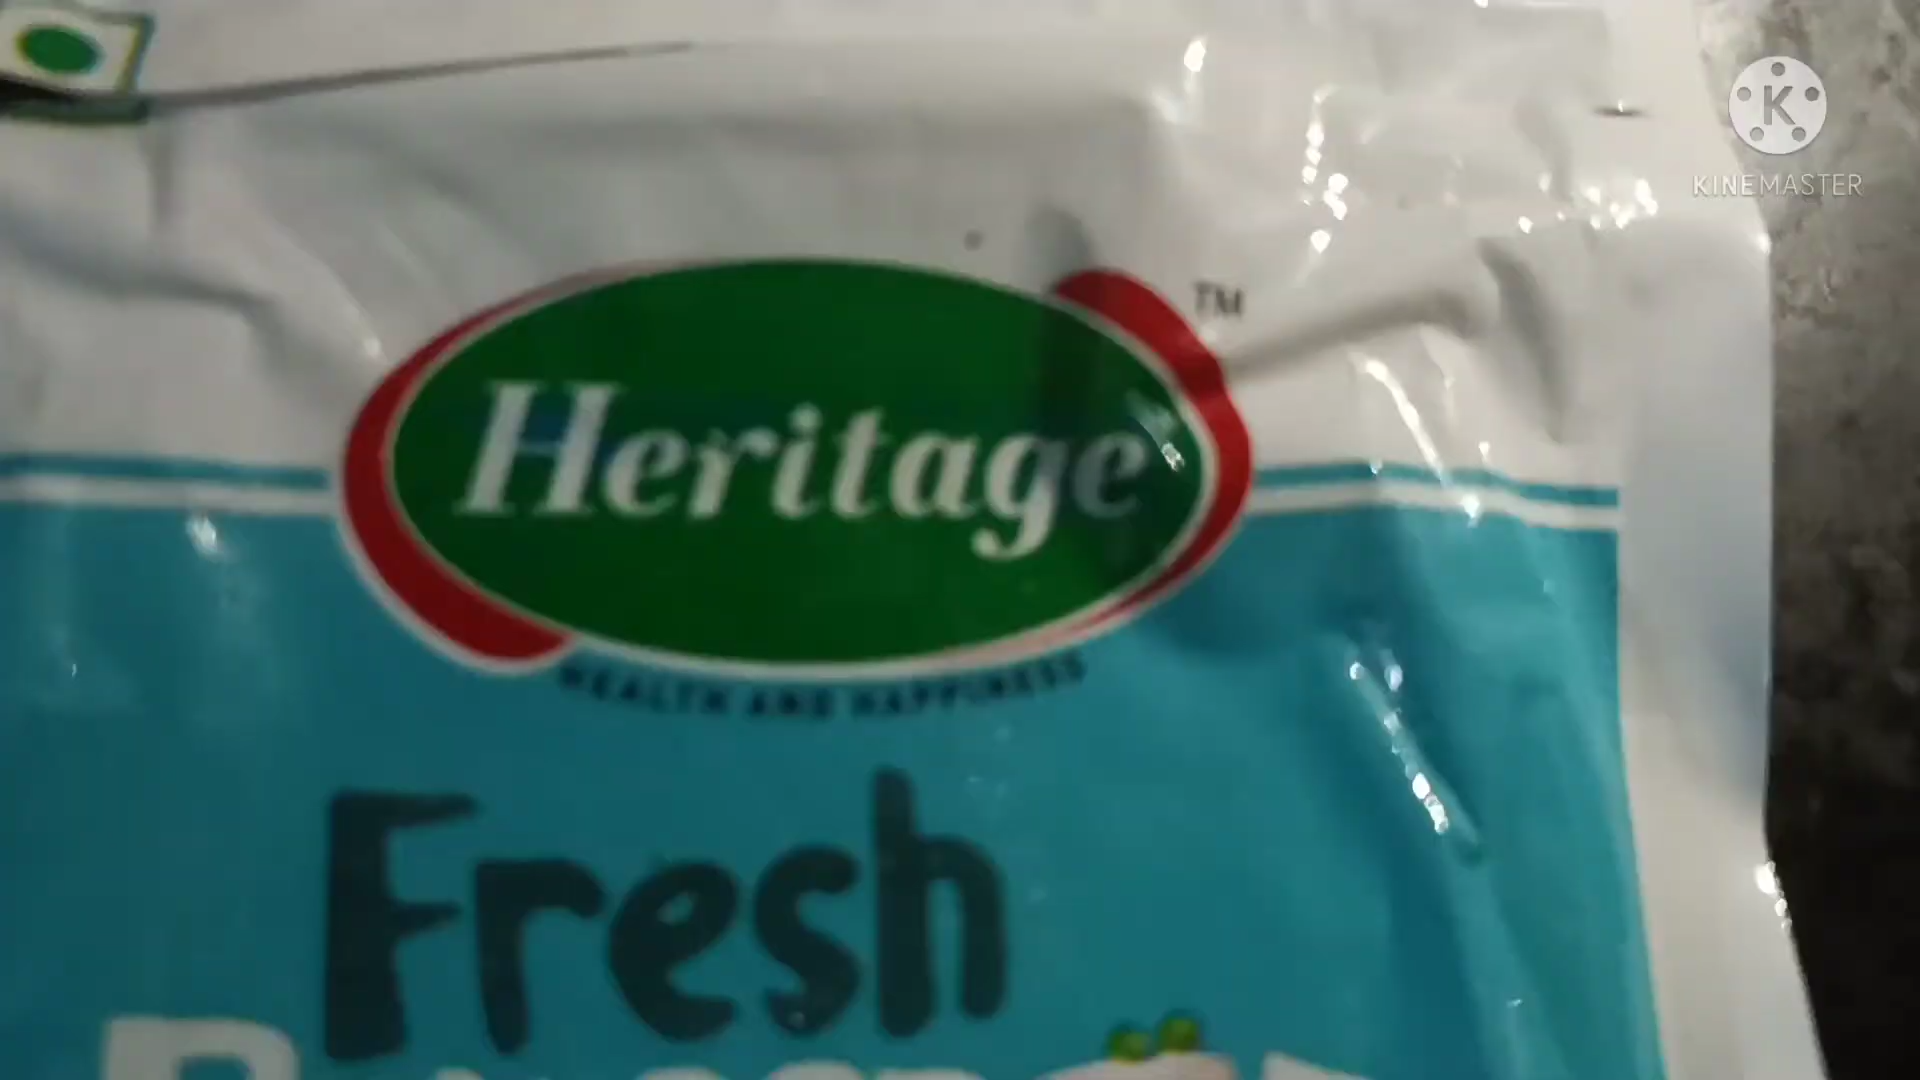 K
KINEMASTER
Heritage
TM
HEALTH AND HAPPINESS
Fresh